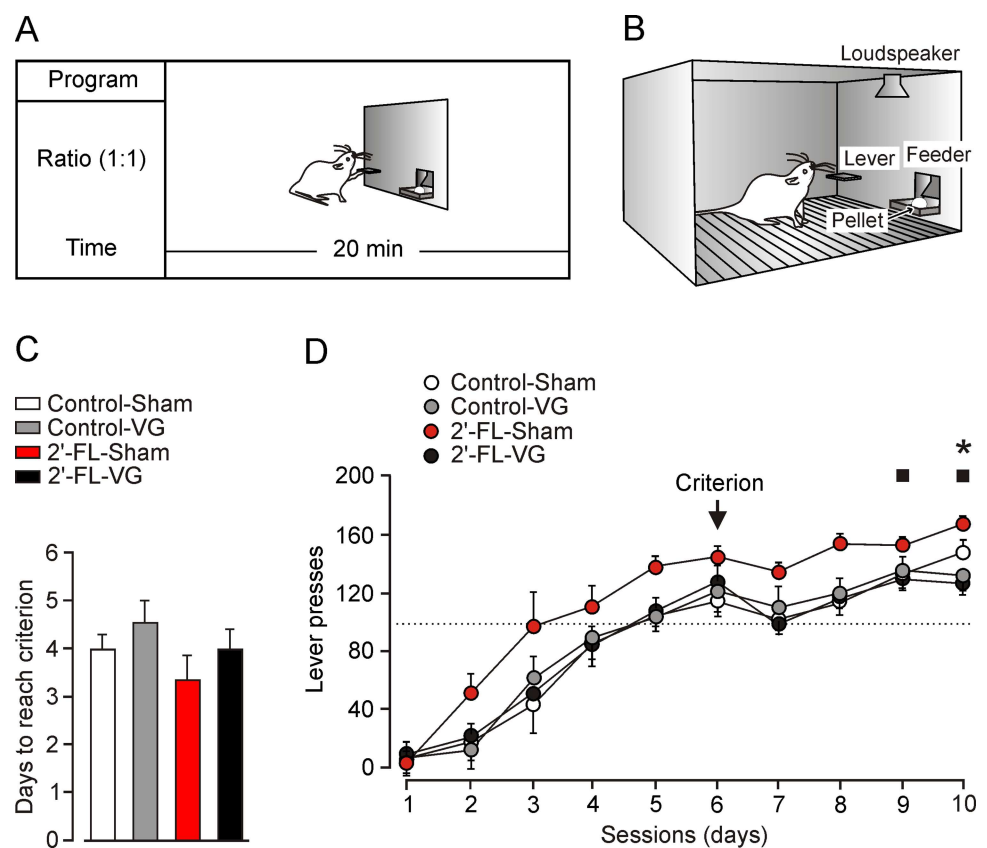 A
Program
Ratio (1:1)
Time
20 min
B
Loudspeaker
Lever
Feeder
Pellet
C
Control-Sham
Control-VG
2'-FL-Sham
2'-FL-VG
Days to reach criterion
6
5
4
3
2
1
0
D
Control-Sham
Control-VG
2'-FL-Sham
2'-FL-VG
*
Criterion
Lever presses
200
160
120
80
40
0
1 2 3 4 5 6 7 8 9 10
Sessions (days)